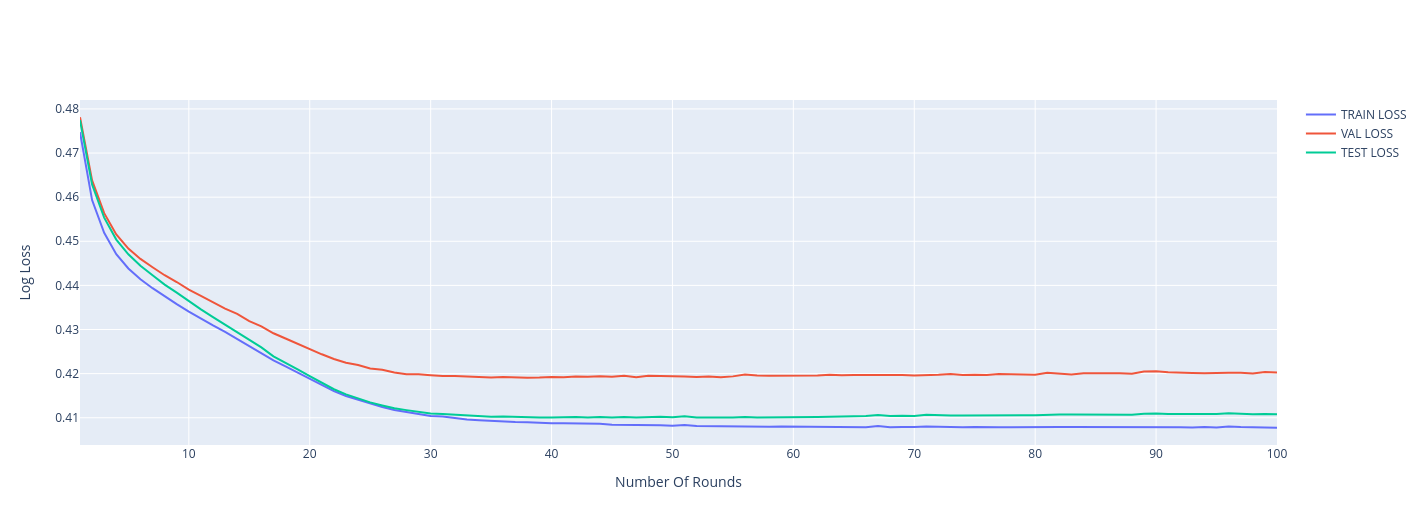 0.48
0.47
0.46
0.45
0.44
0.43
0.42
0.41
Log Loss
10 20 30 40 50 60 70 80 90 100
Number Of Rounds
TRAIN LOSS
VAL LOSS
TEST LOSS